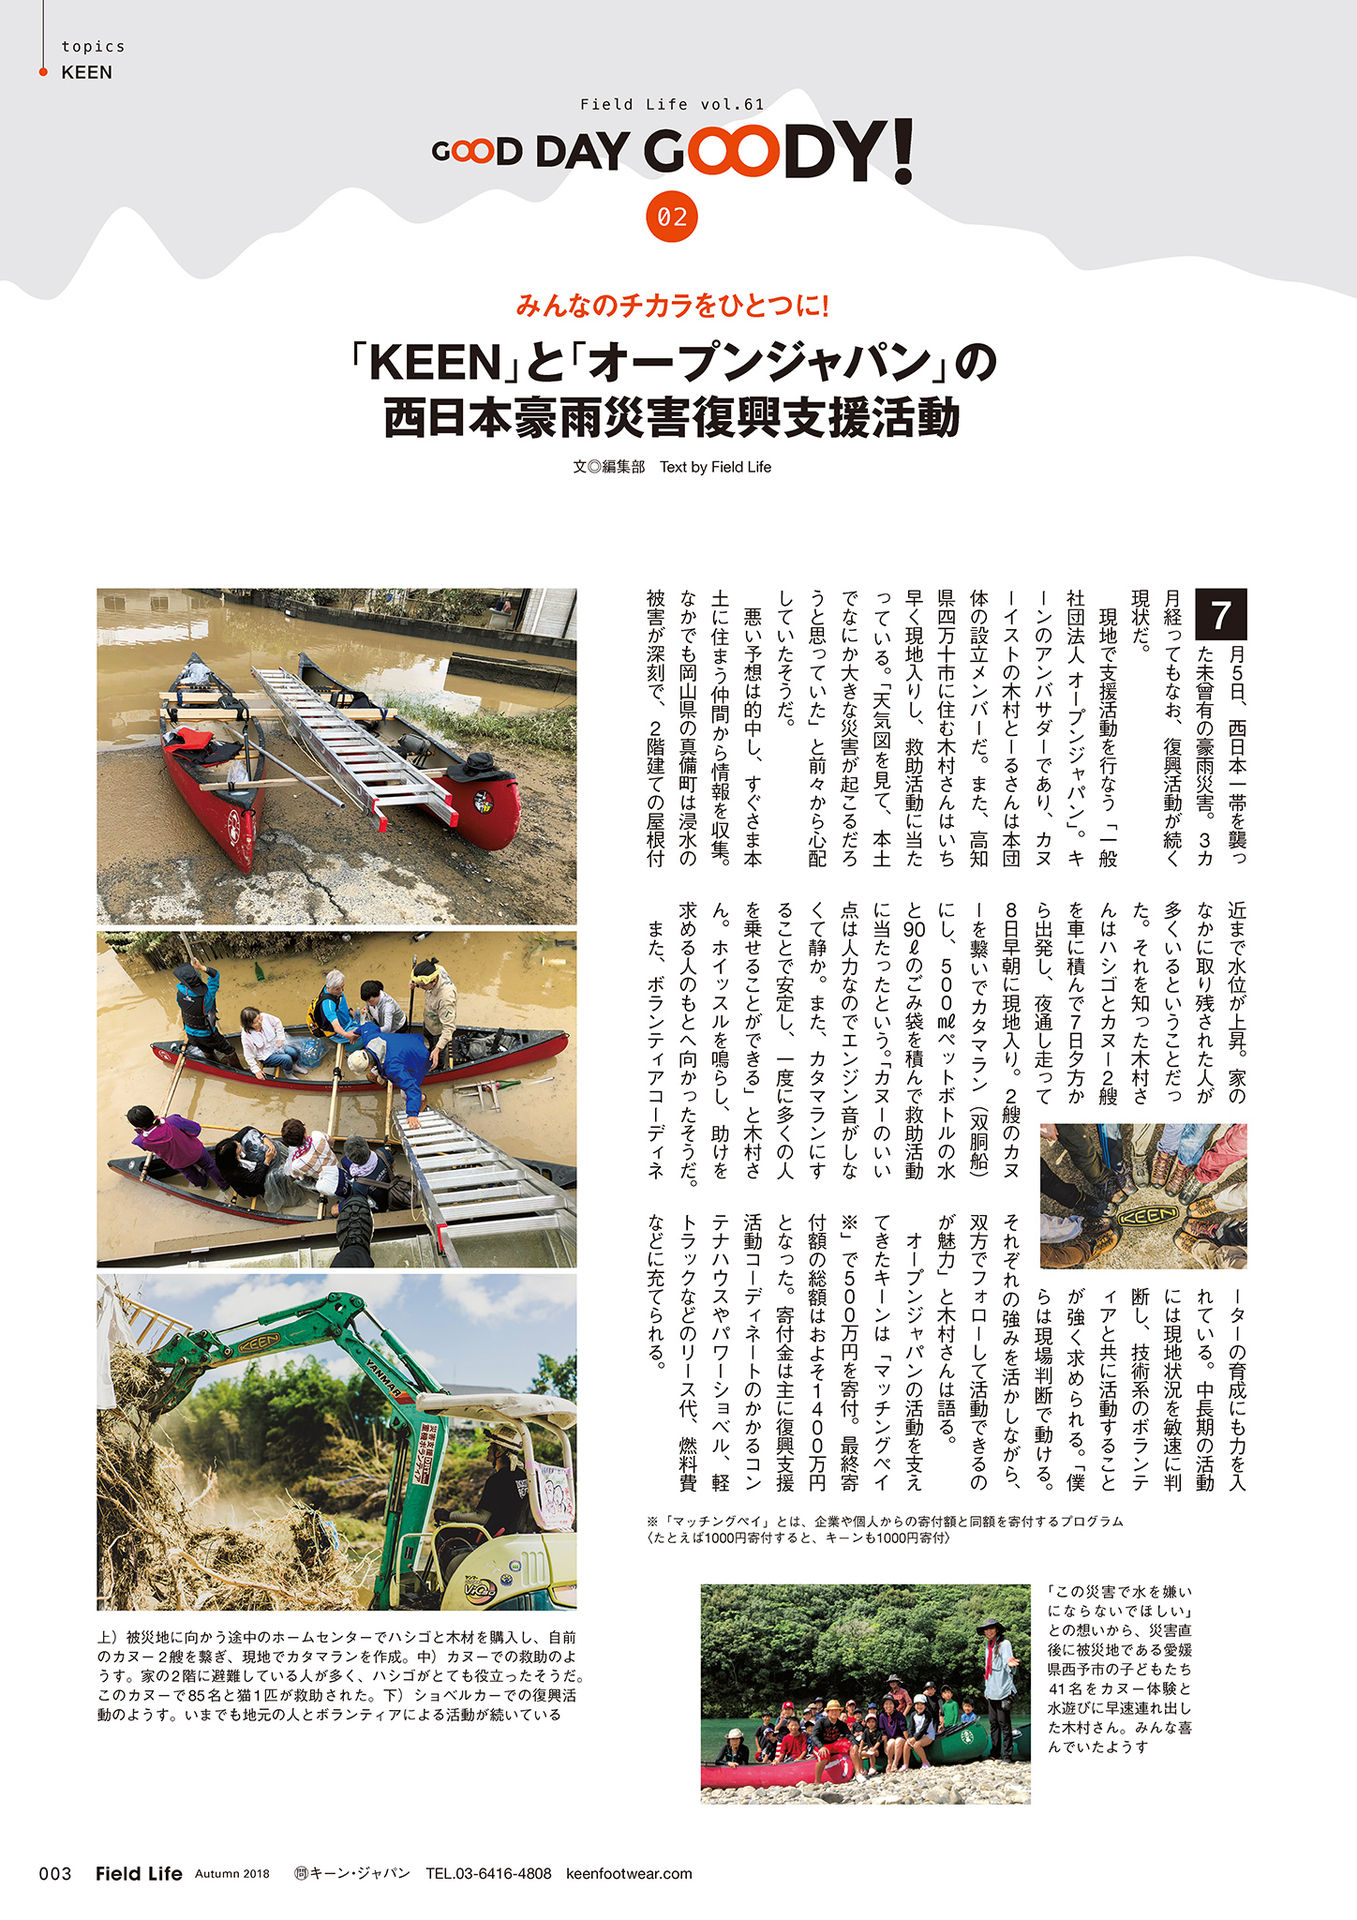 topics
KEEN
Field Life vol.61
GOOD DAY GOODY!
02
みんなのチカラをひとつに!
「KEEN」と「オープンジャパン」の
西日本豪雨災害復興支援活動
文◎編集部　Text by Field Life
7月5日、西日本一帯を襲っ
た未曾有の豪雨災害。3カ
月経ってもなお、復興活動が続く
現状だ。
　現地で支援活動を行なう「一般
社団法人 オープンジャパン」。キ
ーンのアンバサダーであり、カヌ
ーイストの木村とーるさんは本団
体の設立メンバーだ。また、高知
県四万十市に住む木村さんはいち
早く現地入りし、救助活動に当た
っている。「天気図を見て、本土
でなにか大きな災害が起こるだろ
うと思っていた」と前々から心配
していたそうだ。
　悪い予想は的中し、すぐさま本
土に住まう仲間から情報を収集。
なかでも岡山県の真備町は浸水の
被害が深刻で、2階建ての屋根付
近まで水位が上昇。家の
なかに取り残された人が
多くいるということだっ
た。それを知った木村さ
んはハシゴとカヌー2艘
を車に積んで7日夕方か
ら出発し、夜通し走って
8日早朝に現地入り。2艘のカヌ
ーを繋いでカタマラン（双胴船）
にし、500㎖ペットボトルの水
と90ℓのごみ袋を積んで救助活動
に当たったという。「カヌーのいい
点は人力なのでエンジン音がしな
くて静か。また、カタマランにす
ることで安定し、一度に多くの人
を乗せることができる」と木村さ
ん。ホイッスルを鳴らし、助けを
求める人のもとへ向かったそうだ。
　また、ボランティアコーディネ
ーターの育成にも力を入
れている。中長期の活動
には現地状況を敏速に判
断し、技術系のボランテ
ィアと共に活動すること
が強く求められる。「僕
らは現場判断で動ける。
それぞれの強みを活かしながら、
双方でフォローして活動できるの
が魅力」と木村さんは語る。
　オープンジャパンの活動を支え
てきたキーンは「マッチングペイ
※」で500万円を寄付。最終寄
付額の総額はおよそ1400万円
となった。寄付金は主に復興支援
活動コーディネートのかかるコン
テナハウスやパワーショベル、軽
トラックなどのリース代、燃料費
などに充てられる。
※「マッチングペイ」とは、企業や個人からの寄付額と同額を寄付するプログラム
〈たとえば1000円寄付すると、キーンも1000円寄付〉
KEEN
KEEN
YANMAR
災害支援
重機ボランティア
ViO
上）被災地に向かう途中のホームセンターでハシゴと木材を購入し、自前
のカヌー2艘を繋ぎ、現地でカタマランを作成。中）カヌーでの救助のよ
うす。家の2階に避難している人が多く、ハシゴがとても役立ったそうだ。
このカヌーで85名と猫1匹が救助された。下）ショベルカーでの復興活
動のようす。いまでも地元の人とボランティアによる活動が続いている
「この災害で水を嫌い
にならないでほしい」
との想いから、災害直
後に被災地である愛媛
県西予市の子どもたち
41名をカヌー体験と
水遊びに早速連れ出し
た木村さん。みんな喜
んでいたようす
003 Field Life Autumn 2018 ㉄キーン・ジャパン TEL.03-6416-4808 keenfootwear.com